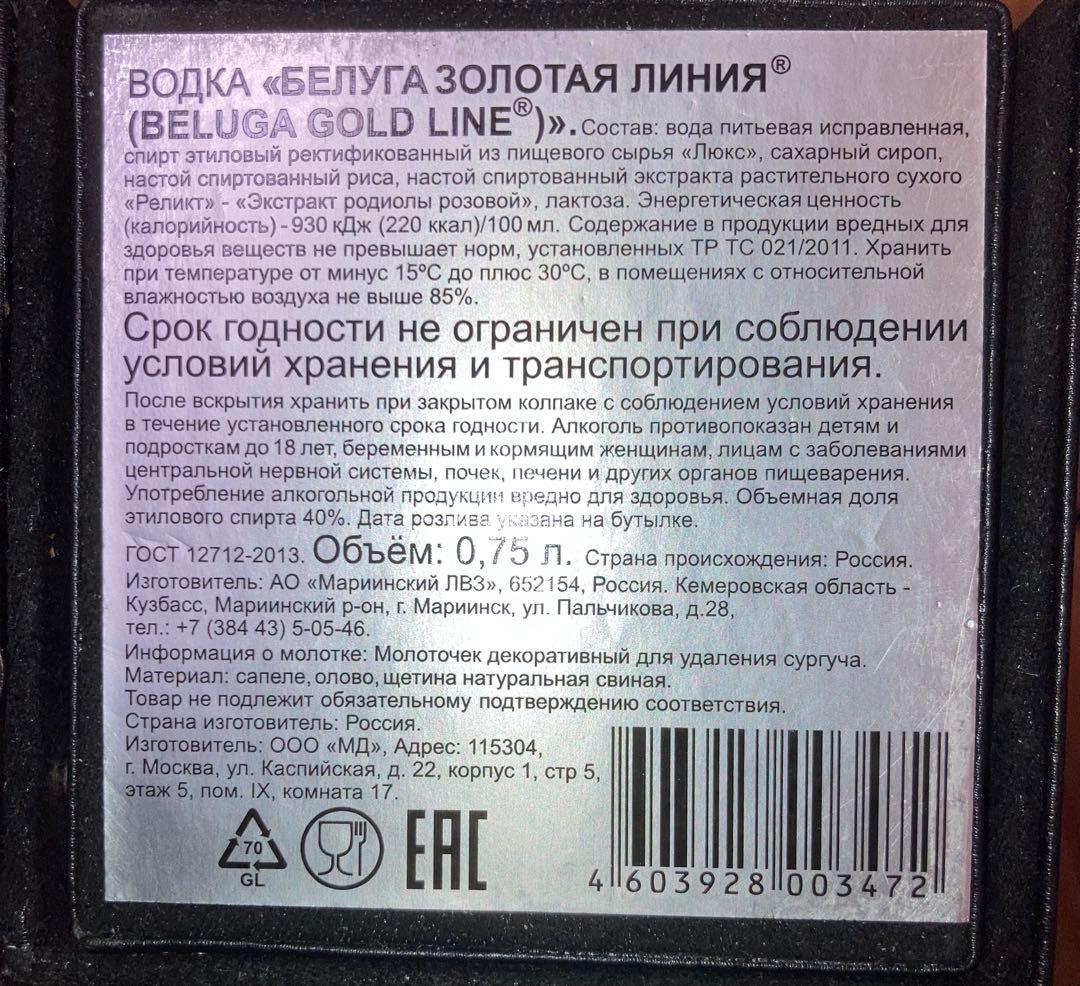 ВОДКА «БЕЛУГА ЗОЛОТАЯ ЛИНИЯ®
(BELUGA GOLD LINE®)». Состав: вода питьевая исправленная,
спирт этиловый ректификованный из пищевого сырья «Люкс», сахарный сироп,
настой спиртованный риса, настой спиртованный экстракта растительного сухого
«Реликт» - «Экстракт родиолы розовой», лактоза. Энергетическая ценность
(калорийность) - 930 кДж (220 ккал)/100 мл. Содержание в продукции вредных для
здоровья веществ не превышает норм, установленных ТР ТС 021/2011. Хранить
при температуре от минус 15ºС до плюс 30ºС, в помещениях с относительной
влажностью воздуха не выше 85%.
Срок годности не ограничен при соблюдении
условий хранения и транспортирования.
После вскрытия хранить при закрытом колпаке с соблюдением условий хранения
в течение установленного срока годности. Алкоголь противопоказан детям и
подросткам до 18 лет, беременным и кормящим женщинам, лицам с заболеваниями
центральной нервной системы, почек, печени и других органов пищеварения.
Употребление алкогольной продукции вредно для здоровья. Объемная доля
этилового спирта 40%. Дата розлива указана на бутылке.
ГОСТ 12712-2013. Объём: 0,75 л. Страна происхождения: Россия.
Изготовитель: АО «Мариинский ЛВЗ», 652154, Россия. Кемеровская область -
Кузбасс, Мариинский р-он, г. Мариинск, ул. Пальчикова, д.28,
тел.: +7 (384 43) 5-05-46.
Информация о молотке: Молоточек декоративный для удаления сургуча.
Материал: сапеле, олово, щетина натуральная свиная.
Товар не подлежит обязательному подтверждению соответствия.
Страна изготовитель: Россия.
Изготовитель: ООО «МД», Адрес: 115304,
г. Москва, ул. Каспийская, д. 22, корпус 1, стр 5,
этаж 5, пом. IX, комната 17.
70
GL
ЕАС
4 603928 003472